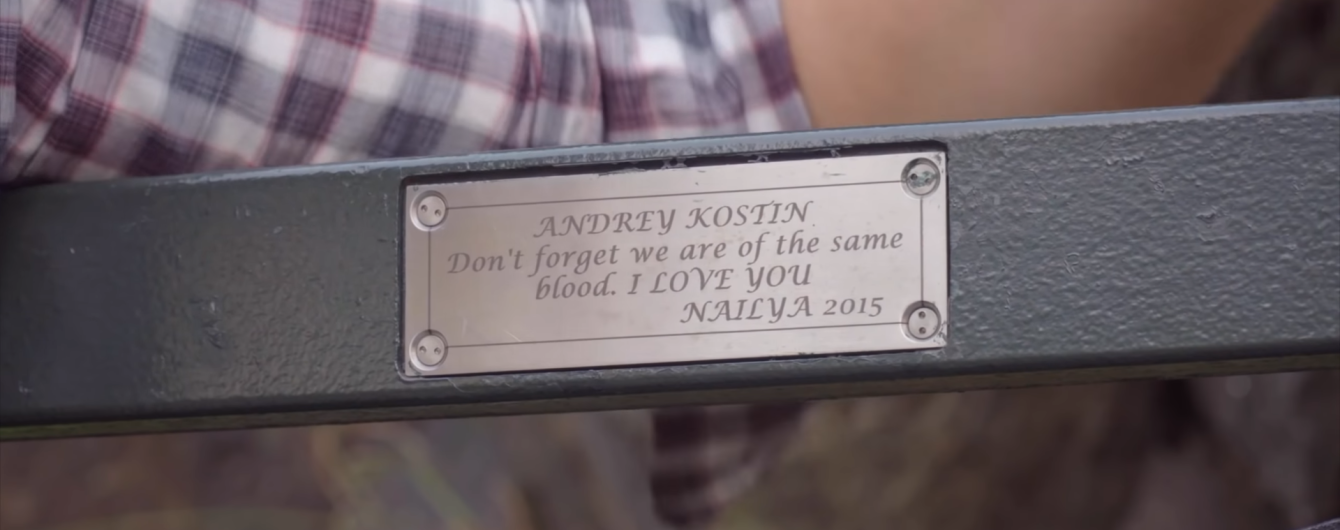 ANDREY KOSTIN
Don't forget we are of the same
blood. I LOVE YOU
NAILYA 2015